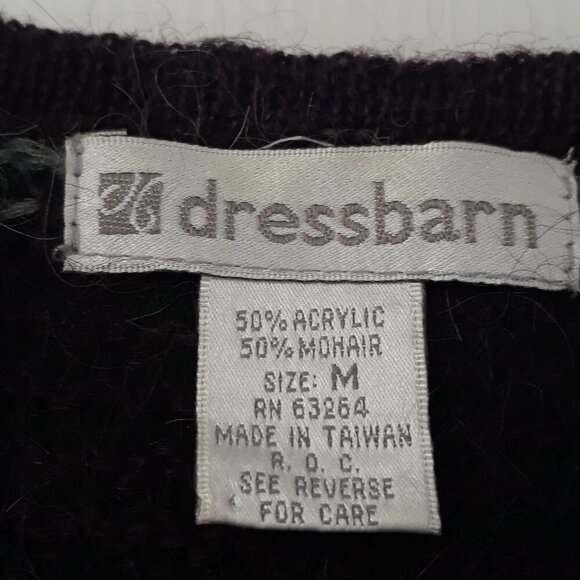 dressbarn
50% ACRYLIC
50% MOHAIR
SIZE: M
RN 63264
MADE IN TAIWAN
R. O. C.
SEE REVERSE
FOR CARE